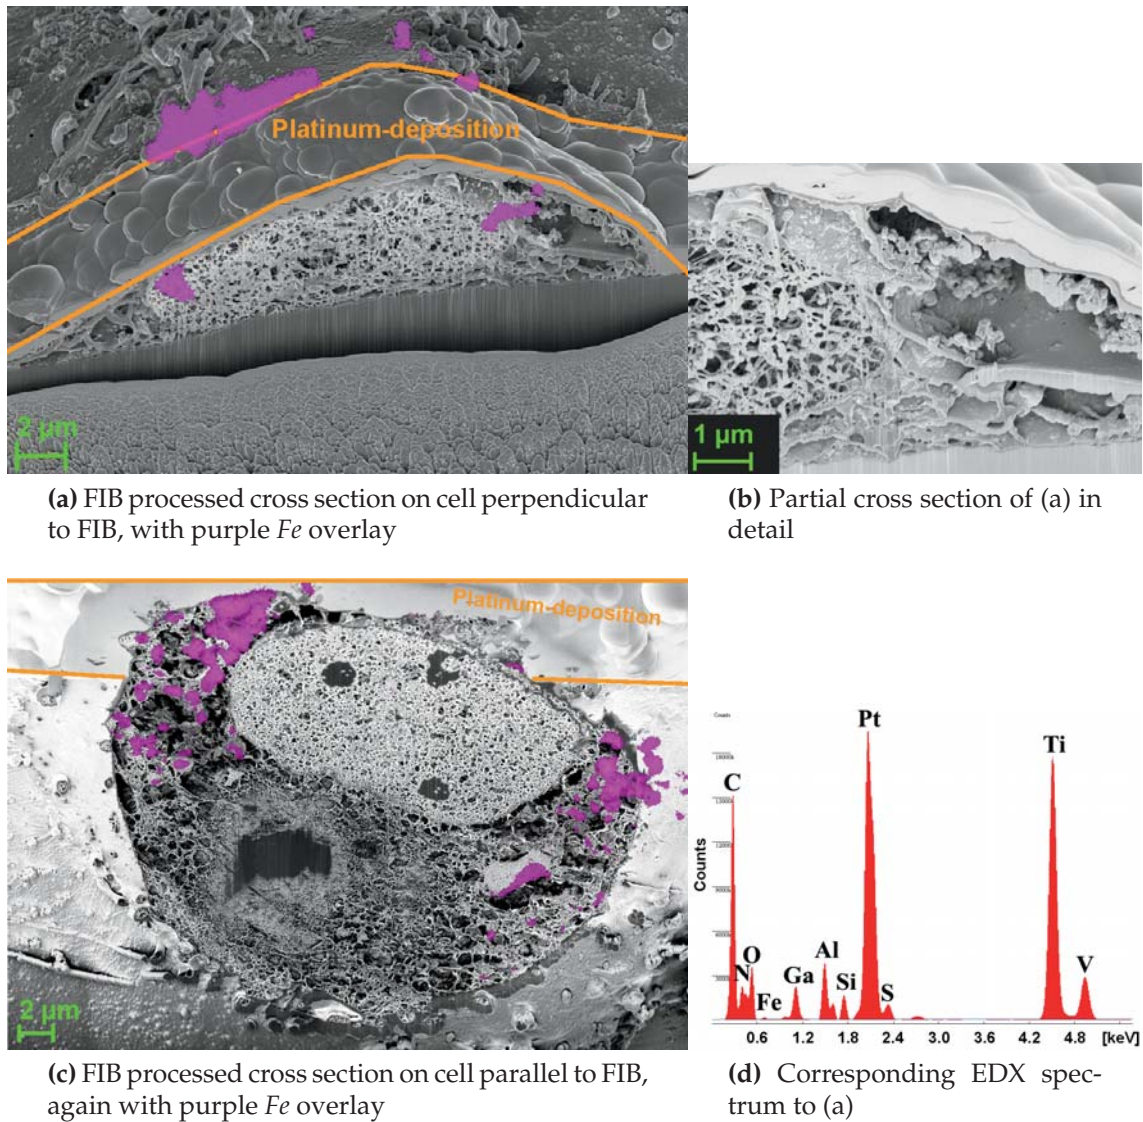 Platinum-deposition
2 μm
1 μm
(a) FIB processed cross section on cell perpendicular
to FIB, with purple Fe overlay
(b) Partial cross section of (a) in
detail
Platinum-deposition
2 μm
Counts
Pt
Ti
C
Counts
O
N
Al
Ga
Si
S
Fe
V
0.6 1.2 1.8 2.4 3.0 3.6 4.2 4.8 [keV]
(c) FIB processed cross section on cell parallel to FIB,
again with purple Fe overlay
(d) Corresponding EDX spec-
trum to (a)